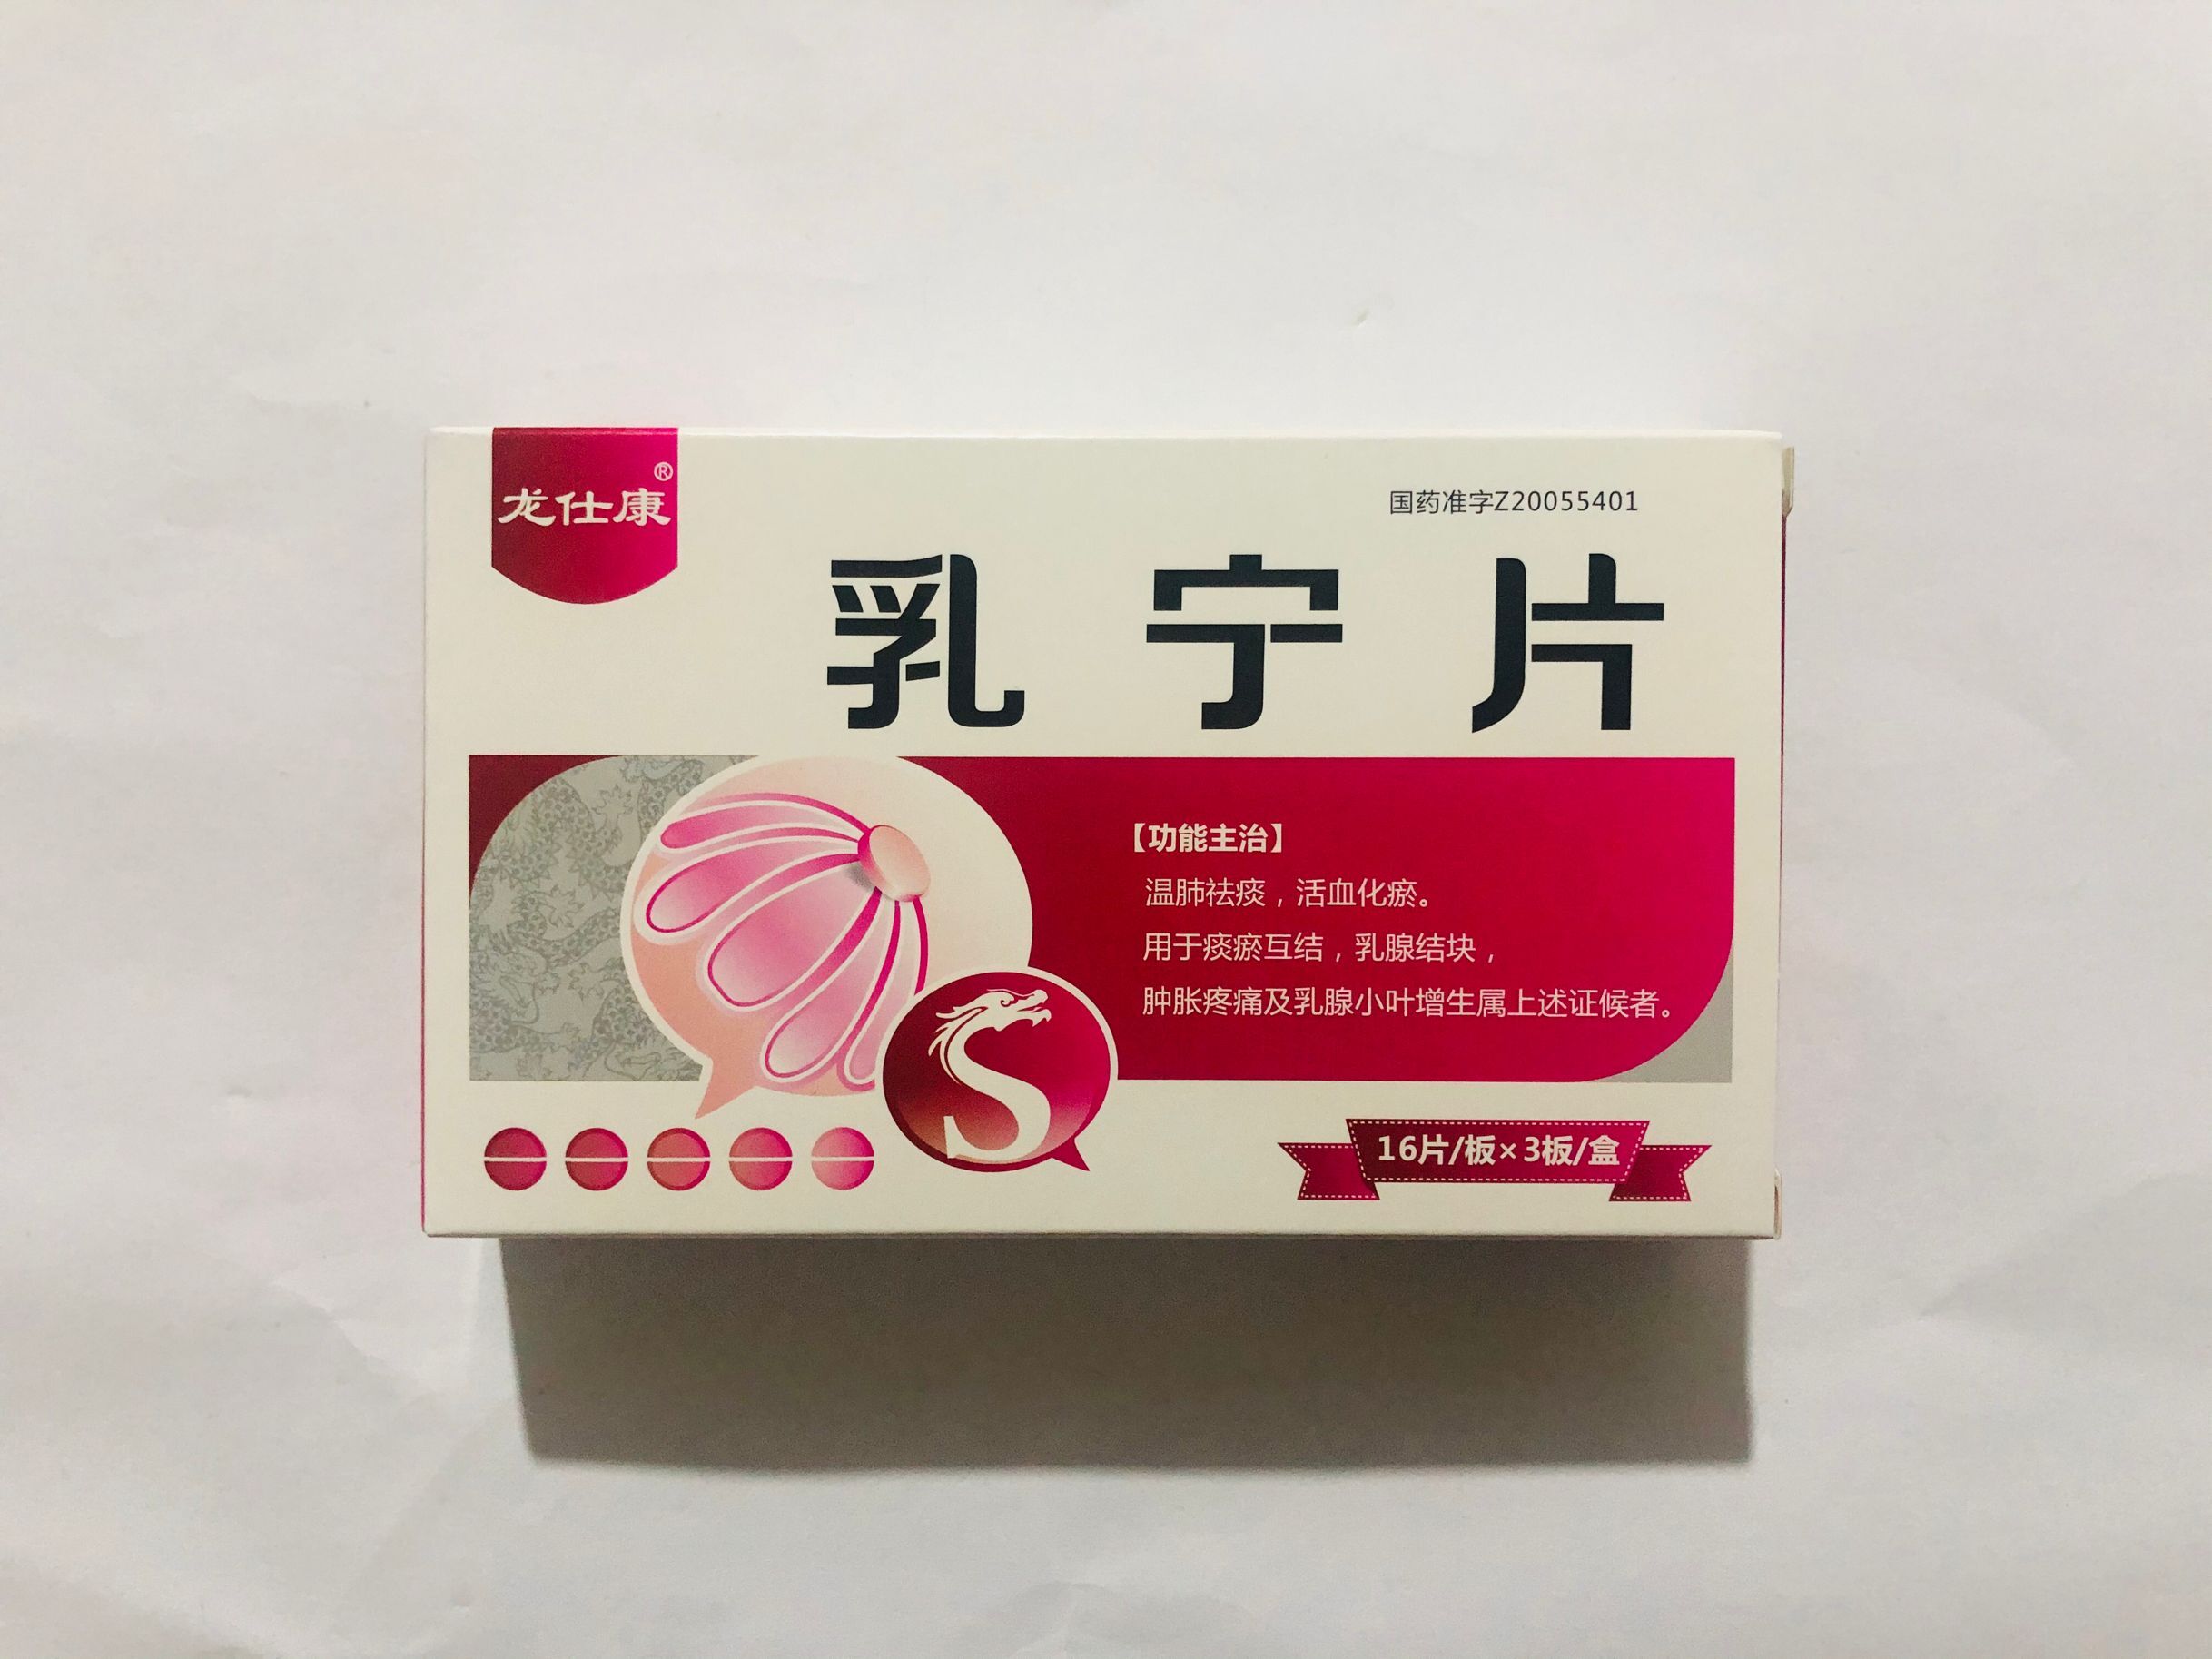 龙仕康®
国药准字Z20055401
乳宁片
【功能主治】
温肺祛痰，活血化瘀。
用于痰瘀互结，乳腺结块，
肿胀疼痛及乳腺小叶增生属上述证候者。
S
16片/板×3板/盒